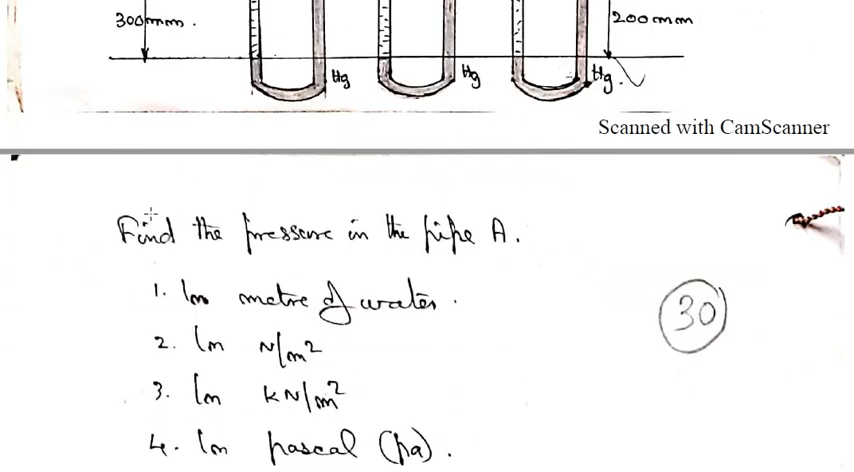 300mm. 200mm
Hg Hg Hg.
Scanned with CamScanner
Find the pressure in the pipe A.
1. In metre of water.
2. In N/m²
30
3. In KN/m²
4. In pascal (pa).